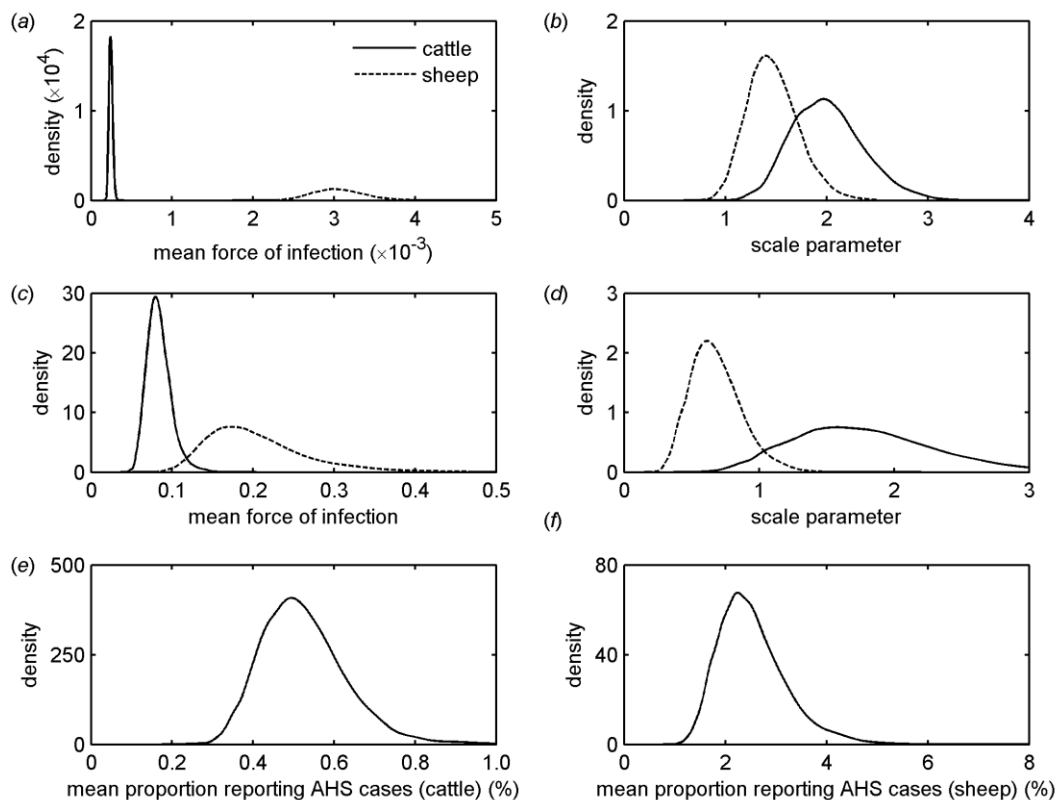 (a)
2
1
0
density (×10⁴)
cattle
sheep
0 1 2 3 4 5
mean force of infection (×10⁻³)
(b)
2
1
0
density
0 1 2 3 4
scale parameter
(c)
30
20
10
0
density
0 0.1 0.2 0.3 0.4 0.5
mean force of infection
(d)
3
2
1
0
density
0 1 2 3
scale parameter
(e)
500
250
0
density
0 0.2 0.4 0.6 0.8 1.0
mean proportion reporting AHS cases (cattle) (%)
(f)
80
60
40
20
0
density
0 2 4 6 8
mean proportion reporting AHS cases (sheep) (%)